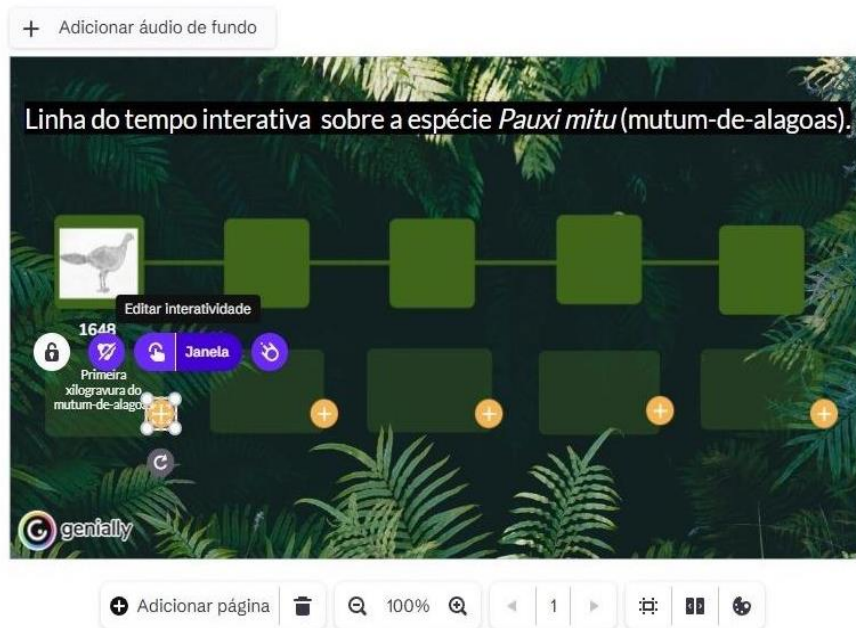 Adicionar áudio de fundo
Linha do tempo interativa sobre a espécie Pauxi mitu (mutum-de-alagoas).
Editar interatividade
1648
Janela
Primeira
xilogravura do
mutum-de-alagoas
genially
Adicionar página
100%
1